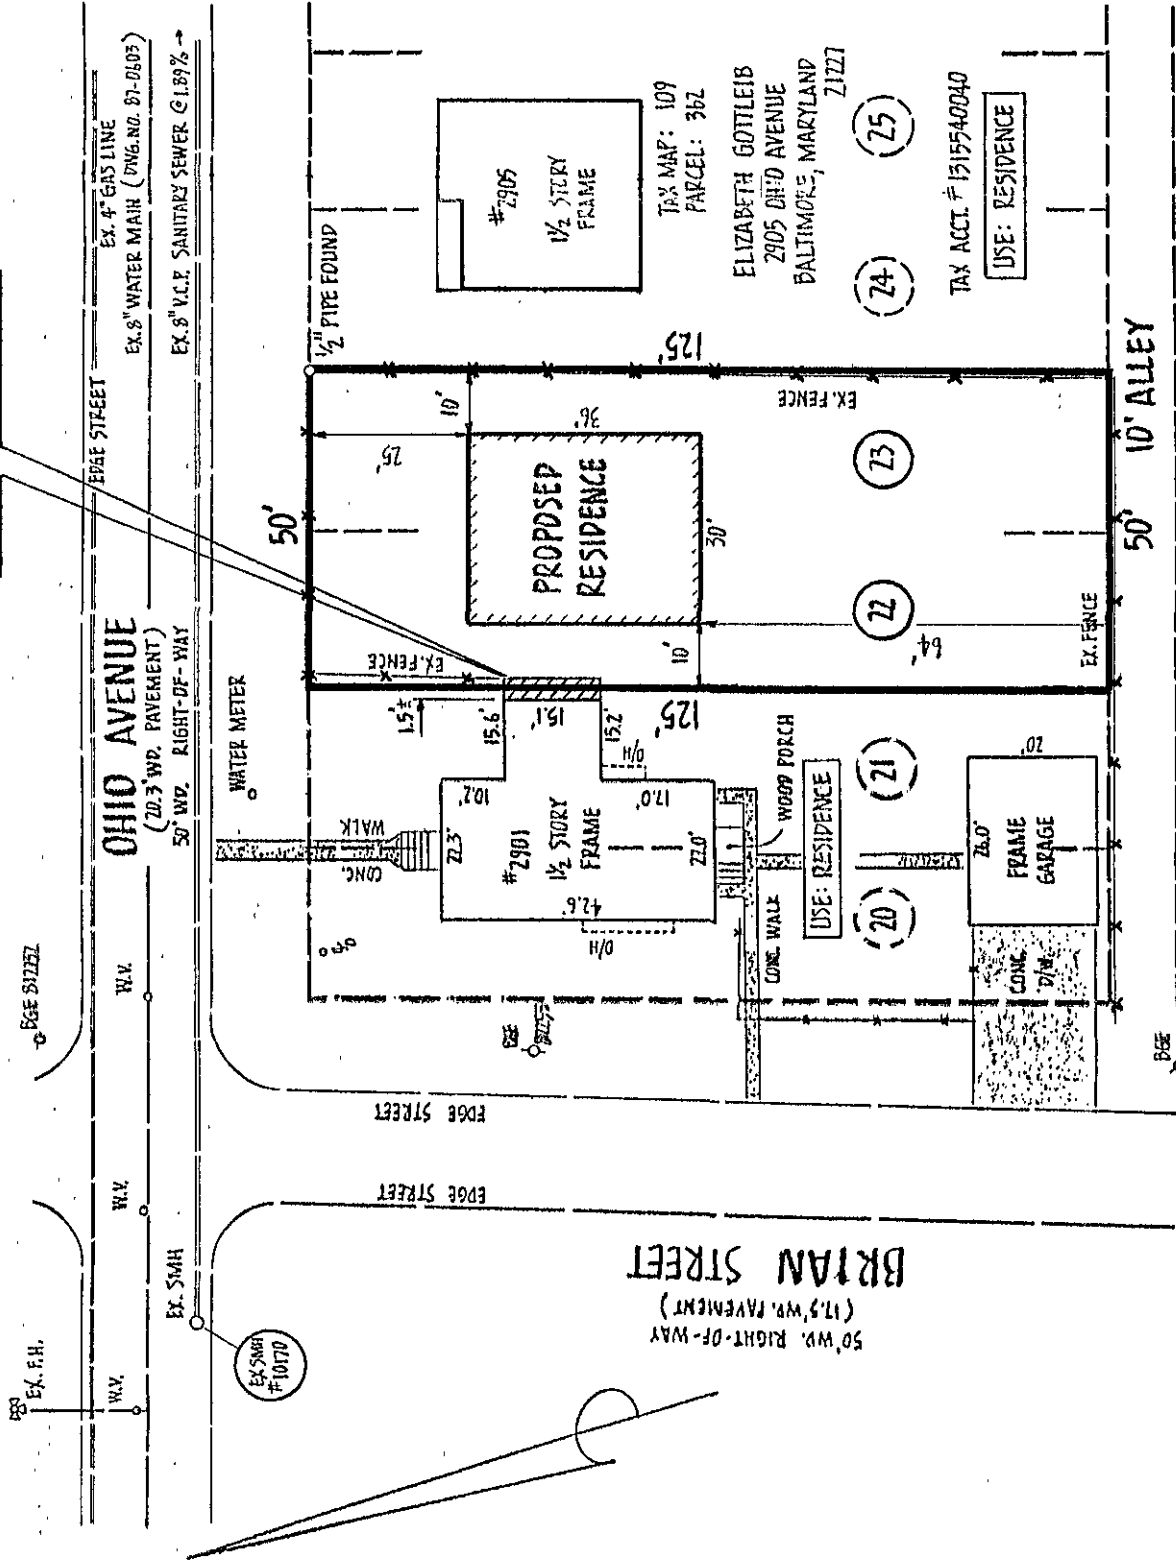 EX. 4" GAS LINE
EX. 8" WATER MAIN (DWG. NO. 87-0603)
EX. 8" V.C.P. SANITARY SEWER @ 1.89% →
EDGE STREET
OHIO AVENUE
(20.3' WD. PAVEMENT)
50' WD. RIGHT-OF-WAY
BGE
W.V.
W.V.
W.V.
EX. F.H.
EX. SMH
EX SMH
#10170
WATER METER
CONC.
WALK
1/2" PIPE FOUND
50'
25'
10'
36'
PROPOSED
RESIDENCE
30'
10'
64'
125'
125'
EX. FENCE
EX. FENCE
EX. FENCE
22
23
50'
10' ALLEY
#2905
1 1/2 STORY
FRAME
TAX MAP: 109
PARCEL: 362
ELIZABETH GOTTLEIB
2905 OHIO AVENUE
BALTIMORE, MARYLAND
21227
24
25
TAX ACCT. # 1315540040
USE: RESIDENCE
1.5'±
15.6'
15.1'
15.2'
O/H
10.2'
17.0'
22.3'
#2901
1 1/2 STORY
FRAME
22.0'
42.6'
O/H
WOOD PORCH
CONC. WALK
USE: RESIDENCE
20
21
20'
26.0'
FRAME
GARAGE
CONC.
D/W
BGE
EDGE STREET
EDGE STREET
BRIAN STREET
(17.5' WD. PAVEMENT)
50' WD. RIGHT-OF-WAY